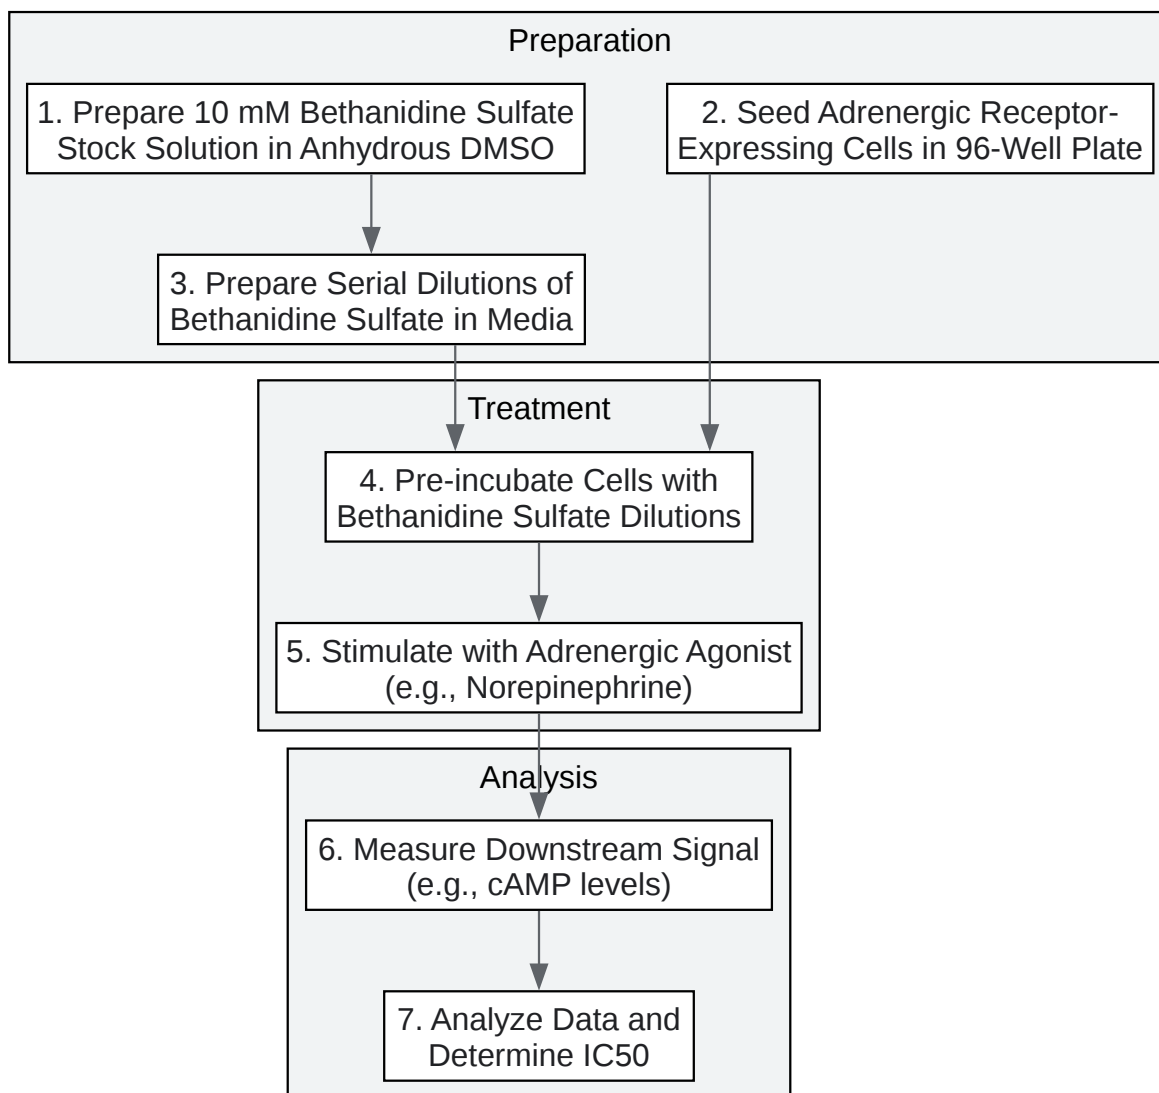 Preparation
1. Prepare 10 mM Bethanidine Sulfate
Stock Solution in Anhydrous DMSO
2. Seed Adrenergic Receptor-
Expressing Cells in 96-Well Plate
3. Prepare Serial Dilutions of
Bethanidine Sulfate in Media
Treatment
4. Pre-incubate Cells with
Bethanidine Sulfate Dilutions
5. Stimulate with Adrenergic Agonist
(e.g., Norepinephrine)
Analysis
6. Measure Downstream Signal
(e.g., cAMP levels)
7. Analyze Data and
Determine IC50